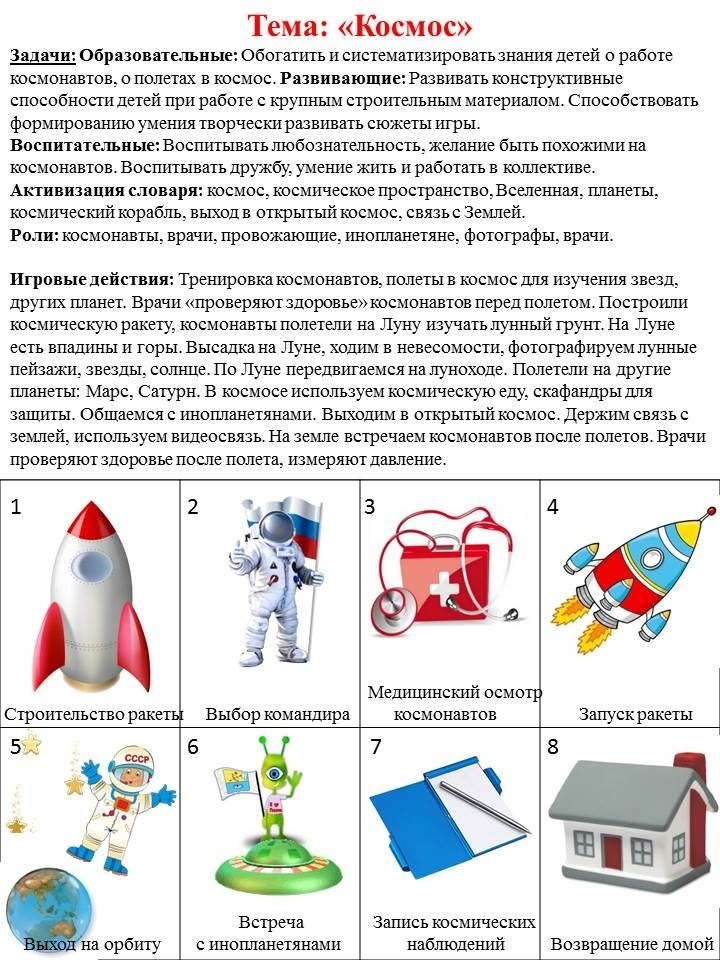 Тема: «Космос»
Задачи: Образовательные: Обогатить и систематизировать знания детей о работе
космонавтов, о полетах в космос. Развивающие: Развивать конструктивные
способности детей при работе с крупным строительным материалом. Способствовать
формированию умения творчески развивать сюжеты игры.
Воспитательные: Воспитывать любознательность, желание быть похожими на
космонавтов. Воспитывать дружбу, умение жить и работать в коллективе.
Активизация словаря: космос, космическое пространство, Вселенная, планеты,
космический корабль, выход в открытый космос, связь с Землей.
Роли: космонавты, врачи, провожающие, инопланетяне, фотографы, врачи.
Игровые действия: Тренировка космонавтов, полеты в космос для изучения звезд,
других планет. Врачи «проверяют здоровье» космонавтов перед полетом. Построили
космическую ракету, космонавты полетели на Луну изучать лунный грунт. На Луне
есть впадины и горы. Высадка на Луне, ходим в невесомости, фотографируем лунные
пейзажи, звезды, солнце. По Луне передвигаемся на луноходе. Полетели на другие
планеты: Марс, Сатурн. В космосе используем космическую еду, скафандры для
защиты. Общаемся с инопланетянами. Выходим в открытый космос. Держим связь с
землей, используем видеосвязь. На земле встречаем космонавтов после полетов. Врачи
проверяют здоровье после полета, измеряют давление.
1
Строительство ракеты
2
Выбор командира
3
Медицинский осмотр
космонавтов
4
Запуск ракеты
5
СССР
Выход на орбиту
6
Встреча
с инопланетянами
7
Запись космических
наблюдений
8
Возвращение домой